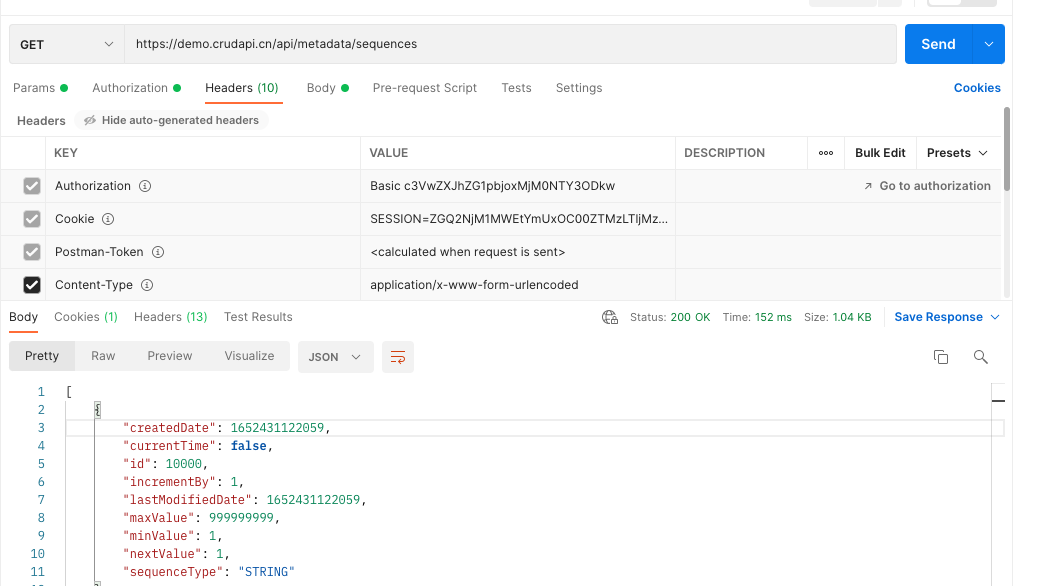 GET https://demo.crudapi.cn/api/metadata/sequences Send
Params Authorization Headers (10) Body Pre-request Script Tests Settings Cookies
Headers Hide auto-generated headers
KEY VALUE DESCRIPTION Bulk Edit Presets
Authorization Basic c3VwZXJhZG1pbjoxMjM0NTY3ODkw Go to authorization
Cookie SESSION=ZGQ2NjM1MWEtYmUxOC00ZTMzLTljMz...
Postman-Token <calculated when request is sent>
Content-Type application/x-www-form-urlencoded
Body Cookies (1) Headers (13) Test Results Status: 200 OK Time: 152 ms Size: 1.04 KB Save Response
Pretty Raw Preview Visualize JSON
1 [
2 {
3 "createdDate": 1652431122059,
4 "currentTime": false,
5 "id": 10000,
6 "incrementBy": 1,
7 "lastModifiedDate": 1652431122059,
8 "maxValue": 999999999,
9 "minValue": 1,
10 "nextValue": 1,
11 "sequenceType": "STRING"